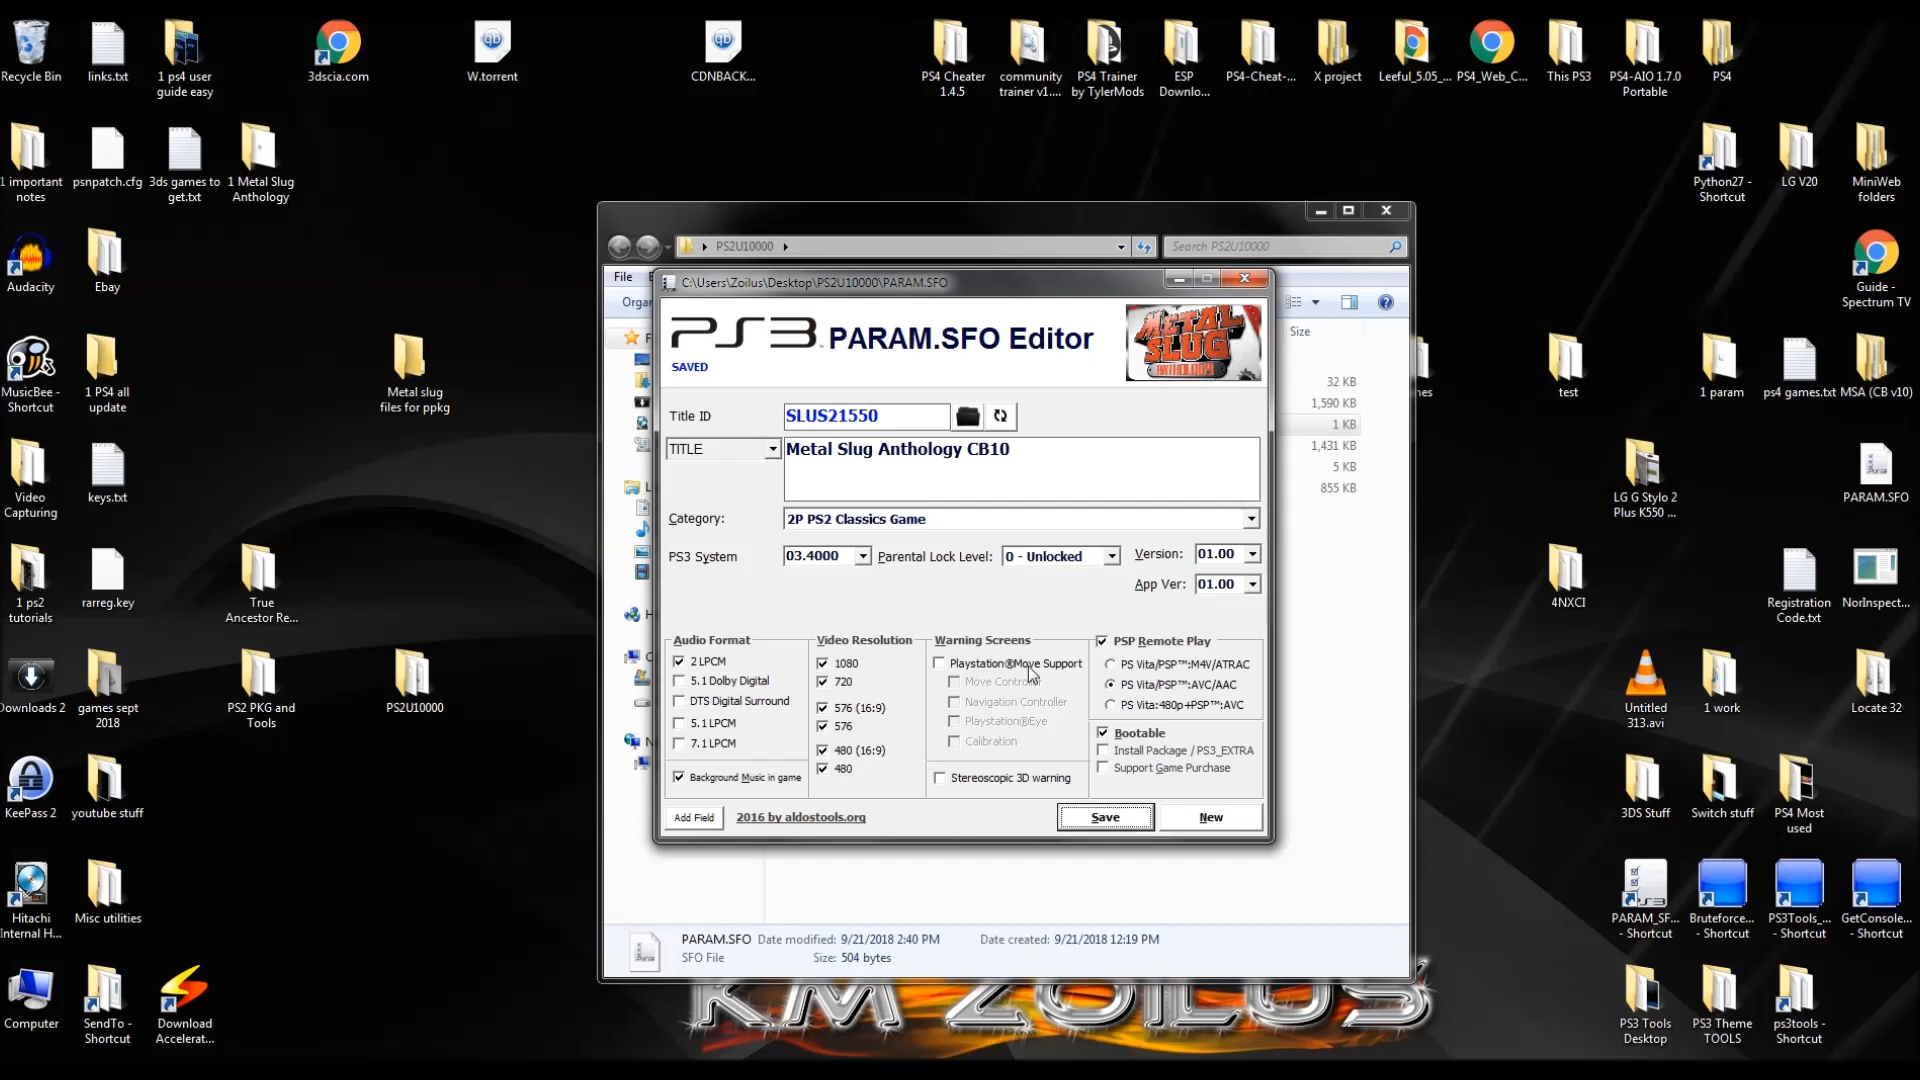 Recycle Bin
links.txt
1 ps4 user
guide easy
3dscia.com
W.torrent
CDNBACK...
PS4 Cheater
1.4.5
community
trainer v1....
PS4 Trainer
by TylerMods
ESP
Downlo...
PS4-Cheat-...
X project
Leeful_5.05_...
PS4_Web_C...
This PS3
PS4-AIO 1.7.0
Portable
PS4
1 important
notes
psnpatch.cfg
3ds games to
get.txt
1 Metal Slug
Anthology
Python27 -
Shortcut
LG V20
MiniWeb
folders
Audacity
Ebay
Guide -
Spectrum TV
MusicBee -
Shortcut
1 PS4 all
update
Metal slug
files for ppkg
test
1 param
ps4 games.txt
MSA (CB v10)
Video
Capturing
keys.txt
LG G Stylo 2
Plus K550 ...
PARAM.SFO
1 ps2
tutorials
rarreg.key
True
Ancestor Re...
4NXCI
Registration
Code.txt
NorInspect...
Downloads 2
games sept
2018
PS2 PKG and
Tools
PS2U10000
Untitled
313.avi
1 work
Locate 32
KeePass 2
youtube stuff
3DS Stuff
Switch stuff
PS4 Most
used
Hitachi
Internal H...
Misc utilities
PARAM_SF...
- Shortcut
Bruteforce...
- Shortcut
PS3Tools_...
- Shortcut
GetConsole...
- Shortcut
Computer
SendTo -
Shortcut
Download
Accelerat...
PS3 Tools
Desktop
PS3 Theme
TOOLS
ps3tools -
Shortcut
PS2U10000
Search PS2U10000
File
Size
32 KB
1,590 KB
1 KB
1,431 KB
5 KB
855 KB
C:\Users\Zoilus\Desktop\PS2U10000\PARAM.SFO
PS3 PARAM.SFO Editor
METAL
SLUG
ANTHOLOGY
SAVED
Title ID
SLUS21550
TITLE
Metal Slug Anthology CB10
Category:
2P PS2 Classics Game
PS3 System
03.4000
Parental Lock Level:
0 - Unlocked
Version:
01.00
App Ver:
01.00
Audio Format
2 LPCM
5.1 Dolby Digital
DTS Digital Surround
5.1 LPCM
7.1 LPCM
Background Music in game
Video Resolution
1080
720
576 (16:9)
576
480 (16:9)
480
Warning Screens
Playstation®Move Support
Move Contro
Navigation Controller
Playstation®Eye
Calibration
Stereoscopic 3D warning
PSP Remote Play
PS Vita/PSP™:M4V/ATRAC
PS Vita/PSP™:AVC/AAC
PS Vita:480p+PSP™:AVC
Bootable
Install Package / PS3_EXTRA
Support Game Purchase
Add Field
2016 by aldostools.org
Save
New
PARAM.SFO
Date modified: 9/21/2018 2:40 PM
Date created: 9/21/2018 12:19 PM
SFO File
Size: 504 bytes
KM ZOILUS